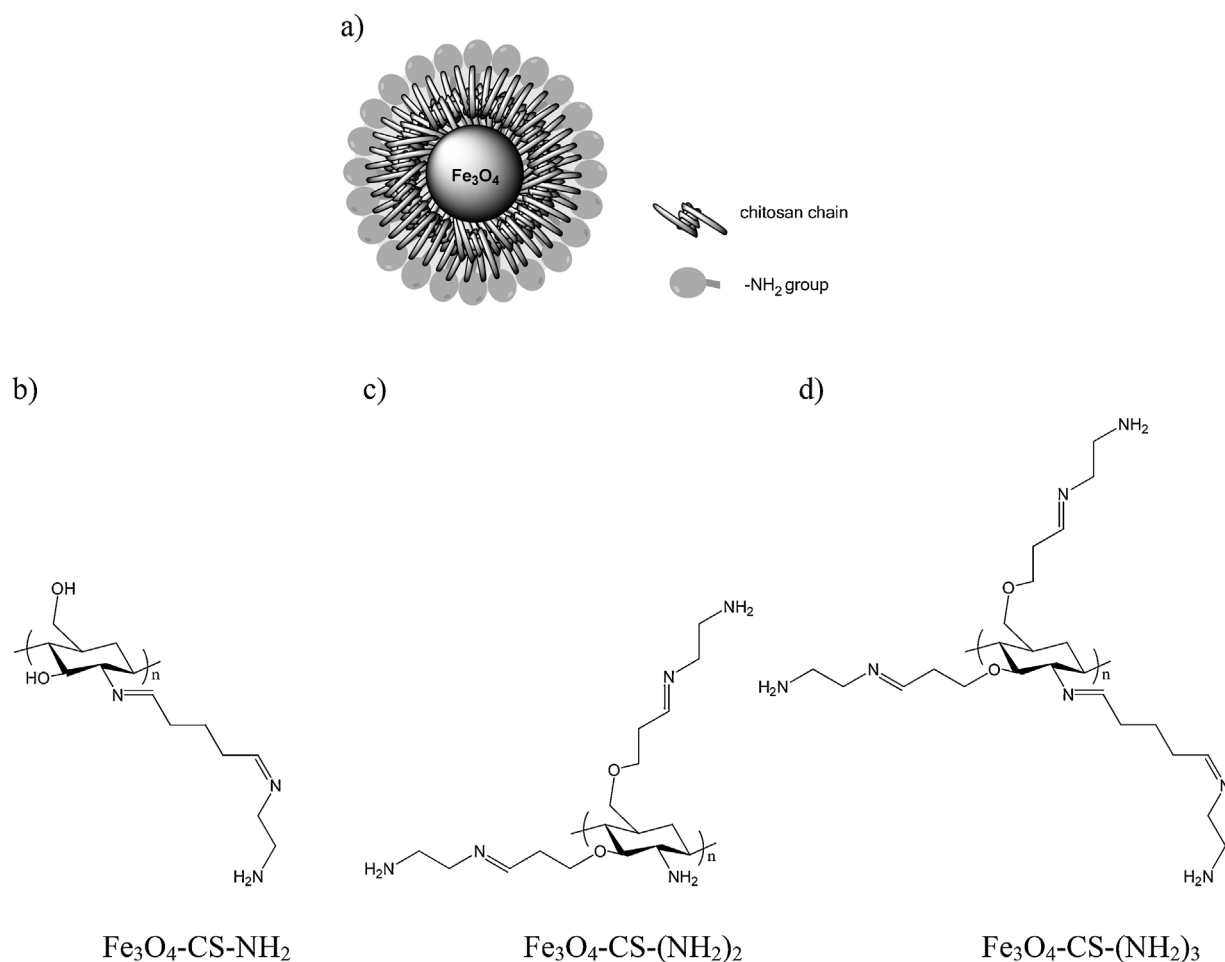 a)
Fe₃O₄
chitosan chain
-NH₂ group
b)
c)
d)
OH
HO
n
N
N
H₂N
NH₂
N
O
H₂N
N
O
n
NH₂
NH₂
N
O
H₂N
N
O
n
N
N
H₂N
Fe₃O₄-CS-NH₂
Fe₃O₄-CS-(NH₂)₂
Fe₃O₄-CS-(NH₂)₃